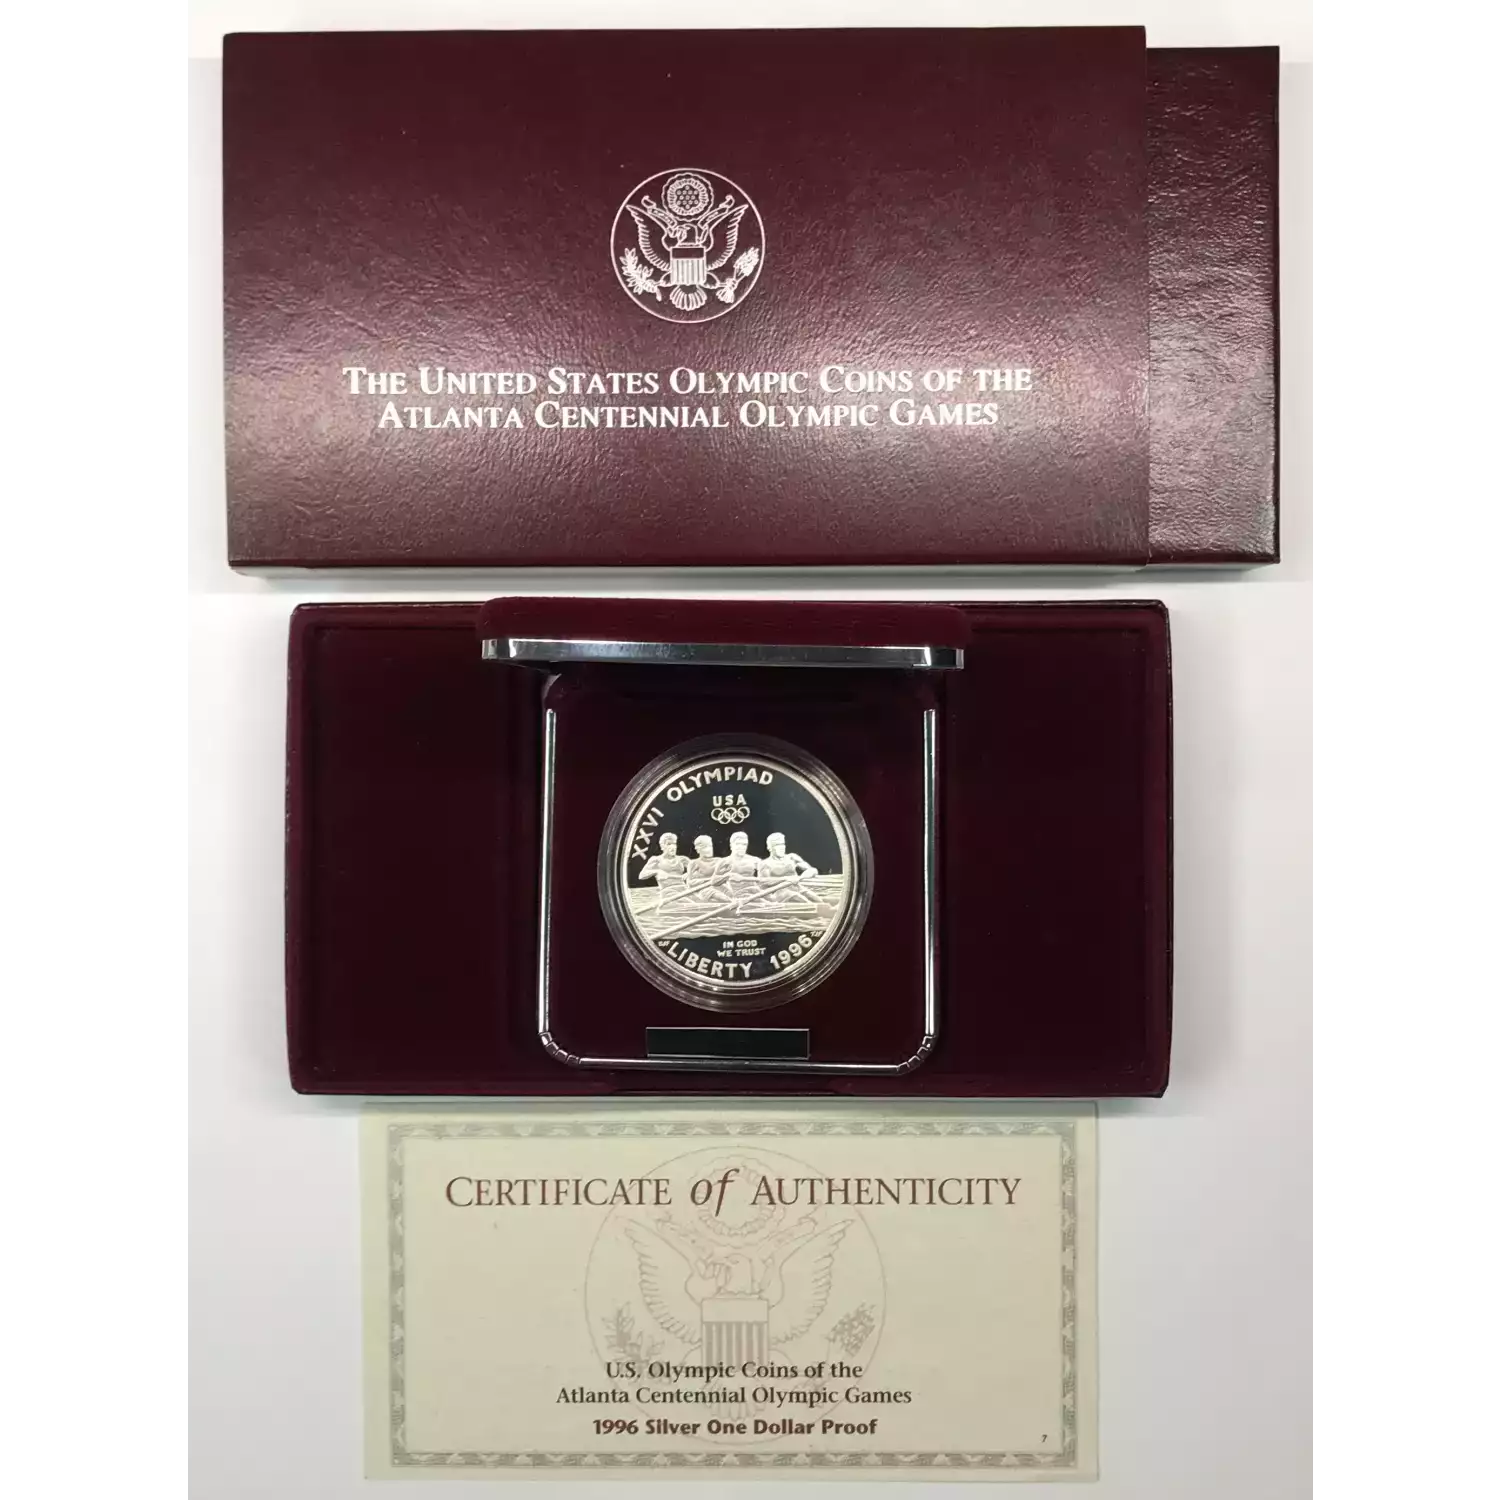 THE UNITED STATES OLYMPIC COINS OF THE
ATLANTA CENTENNIAL OLYMPIC GAMES
XXVI OLYMPIAD
USA
IN GOD
WE TRUST
LIBERTY 1996
CERTIFICATE of AUTHENTICITY
U.S. Olympic Coins of the
Atlanta Centennial Olympic Games
1996 Silver One Dollar Proof
7